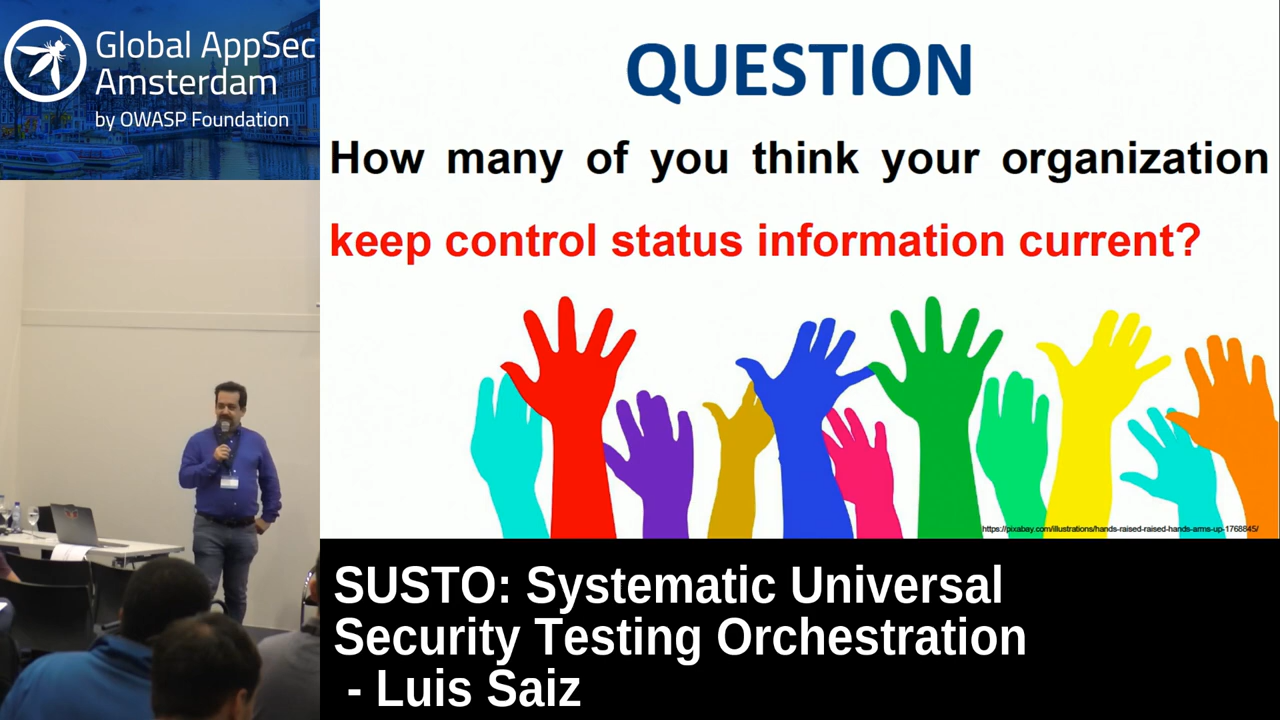 Global AppSec
Amsterdam
by OWASP Foundation
QUESTION
How many of you think your organization
keep control status information current?
https://pixabay.com/illustrations/hands-raised-raised-hands-arms-up-1768845/
SUSTO: Systematic Universal
Security Testing Orchestration
- Luis Saiz